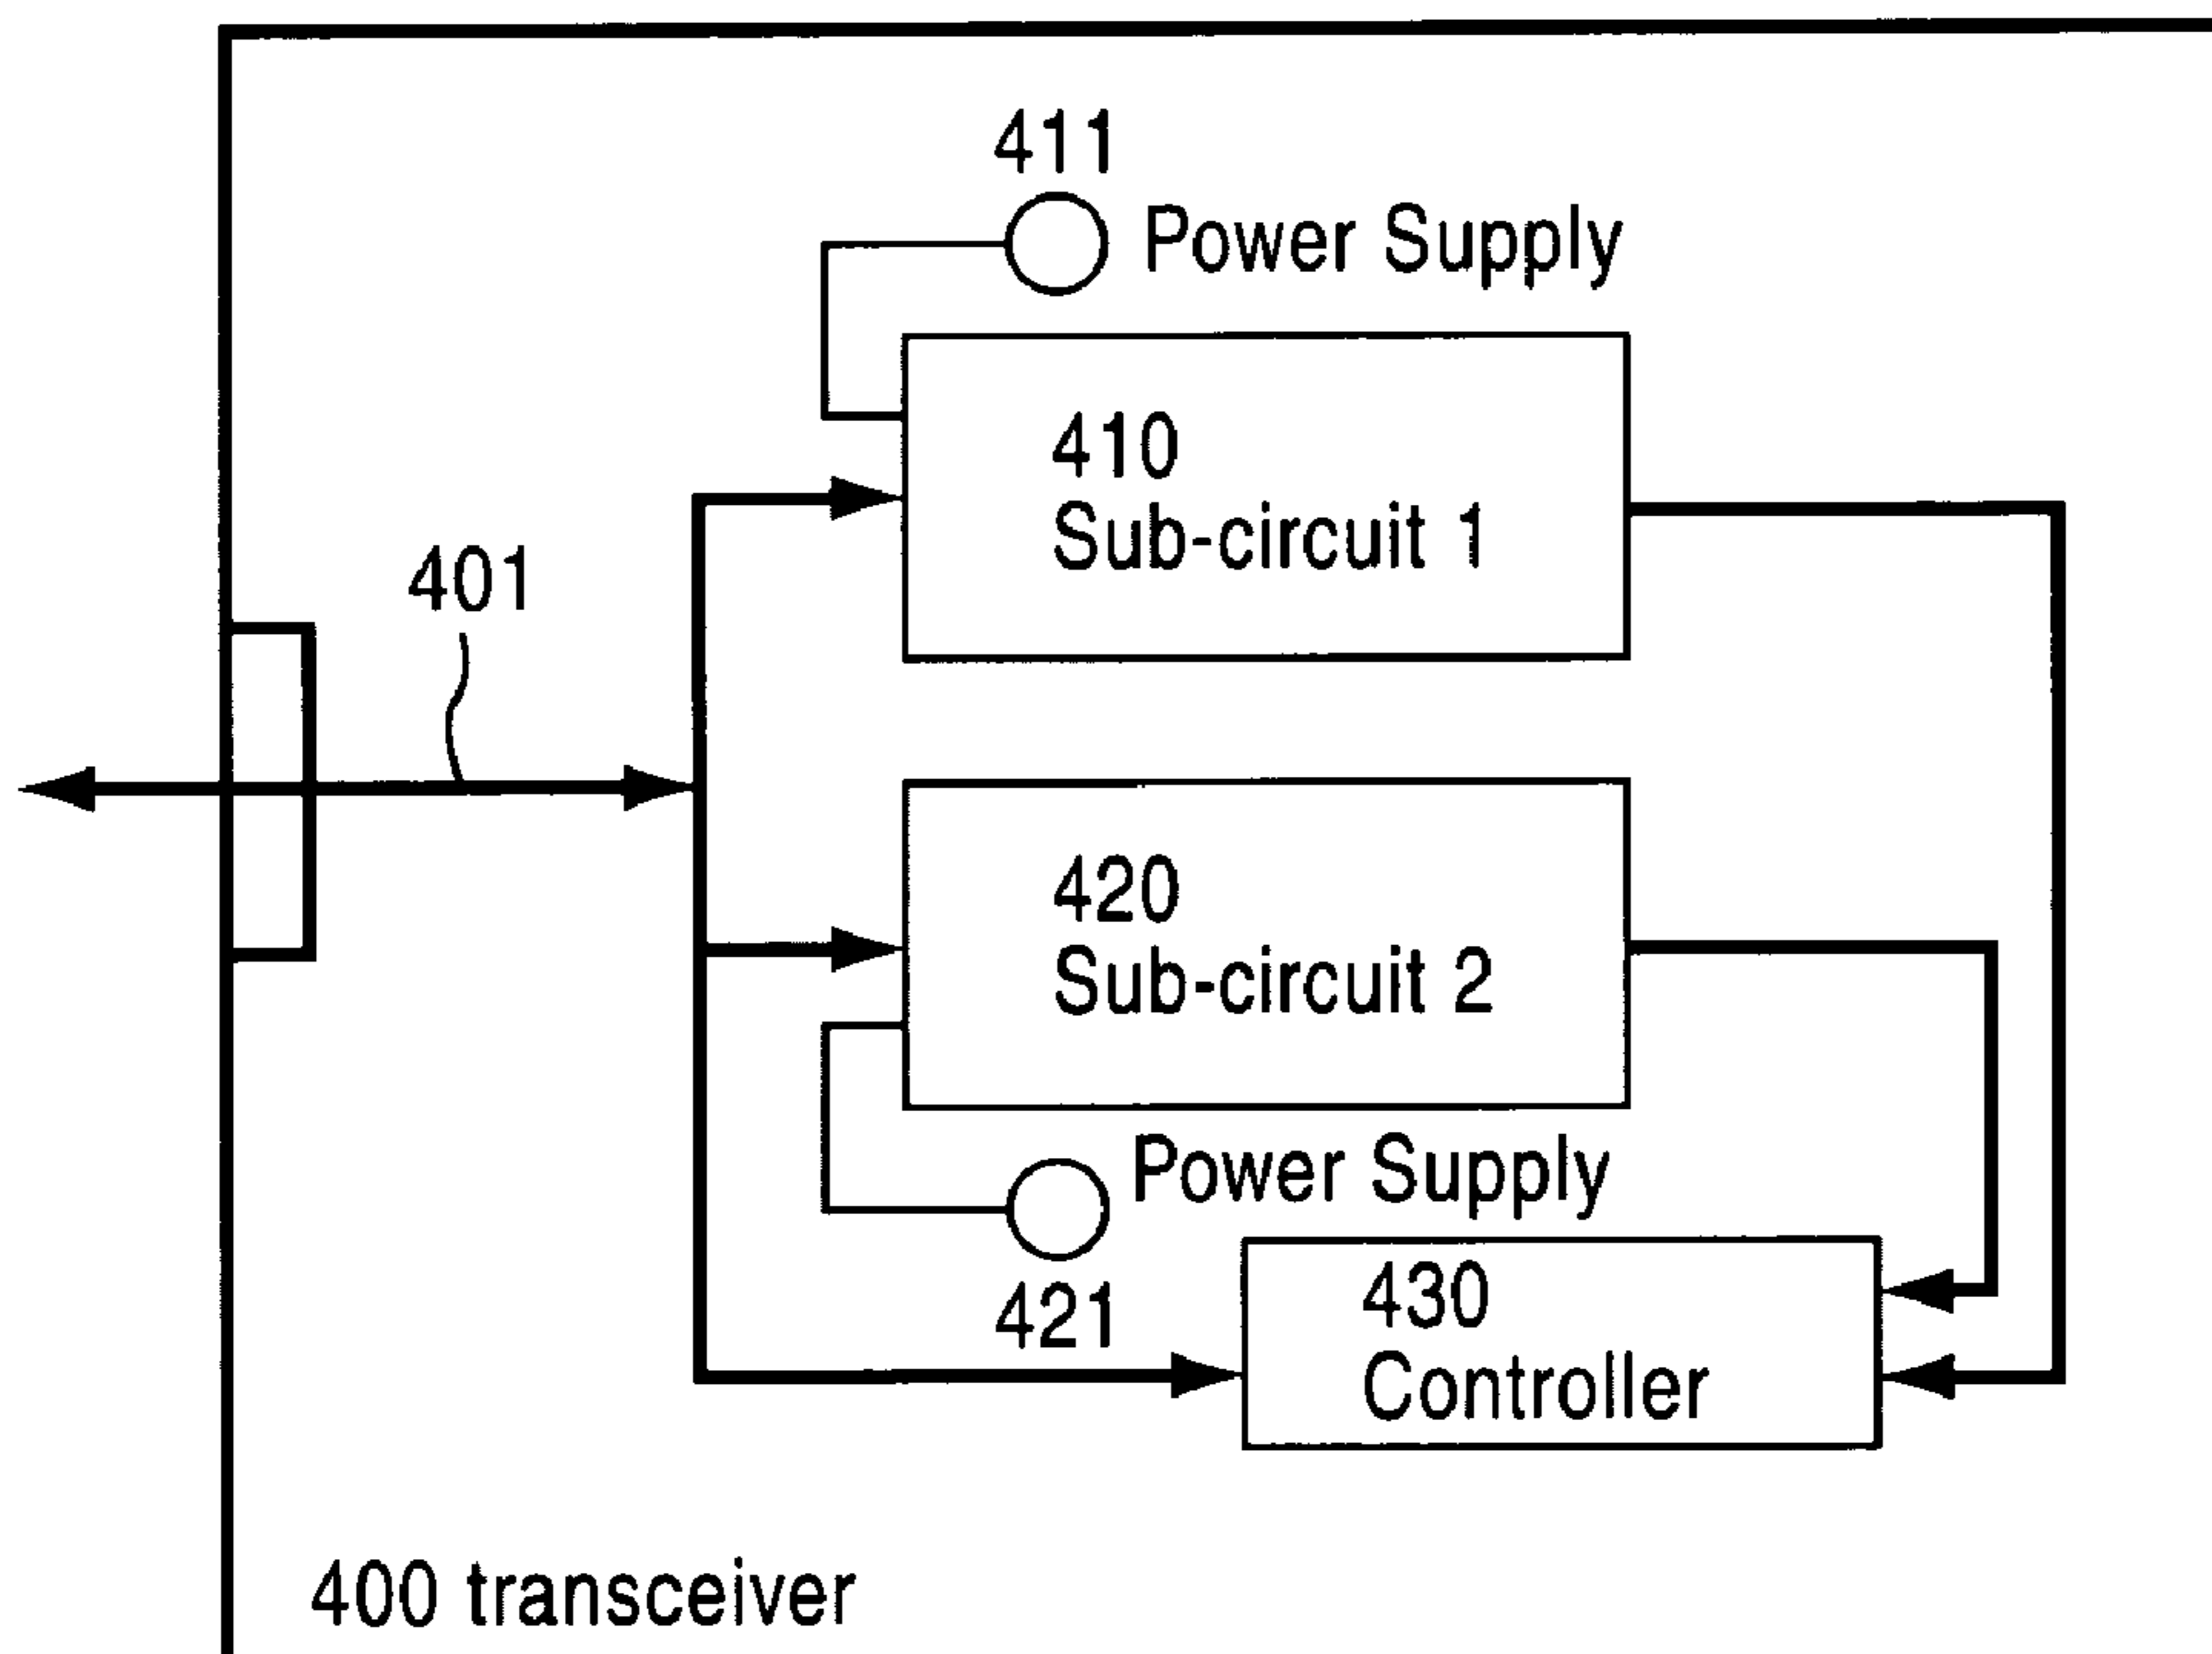 411
Power Supply
410
Sub-circuit 1
401
420
Sub-circuit 2
Power Supply
421
430
Controller
400 transceiver